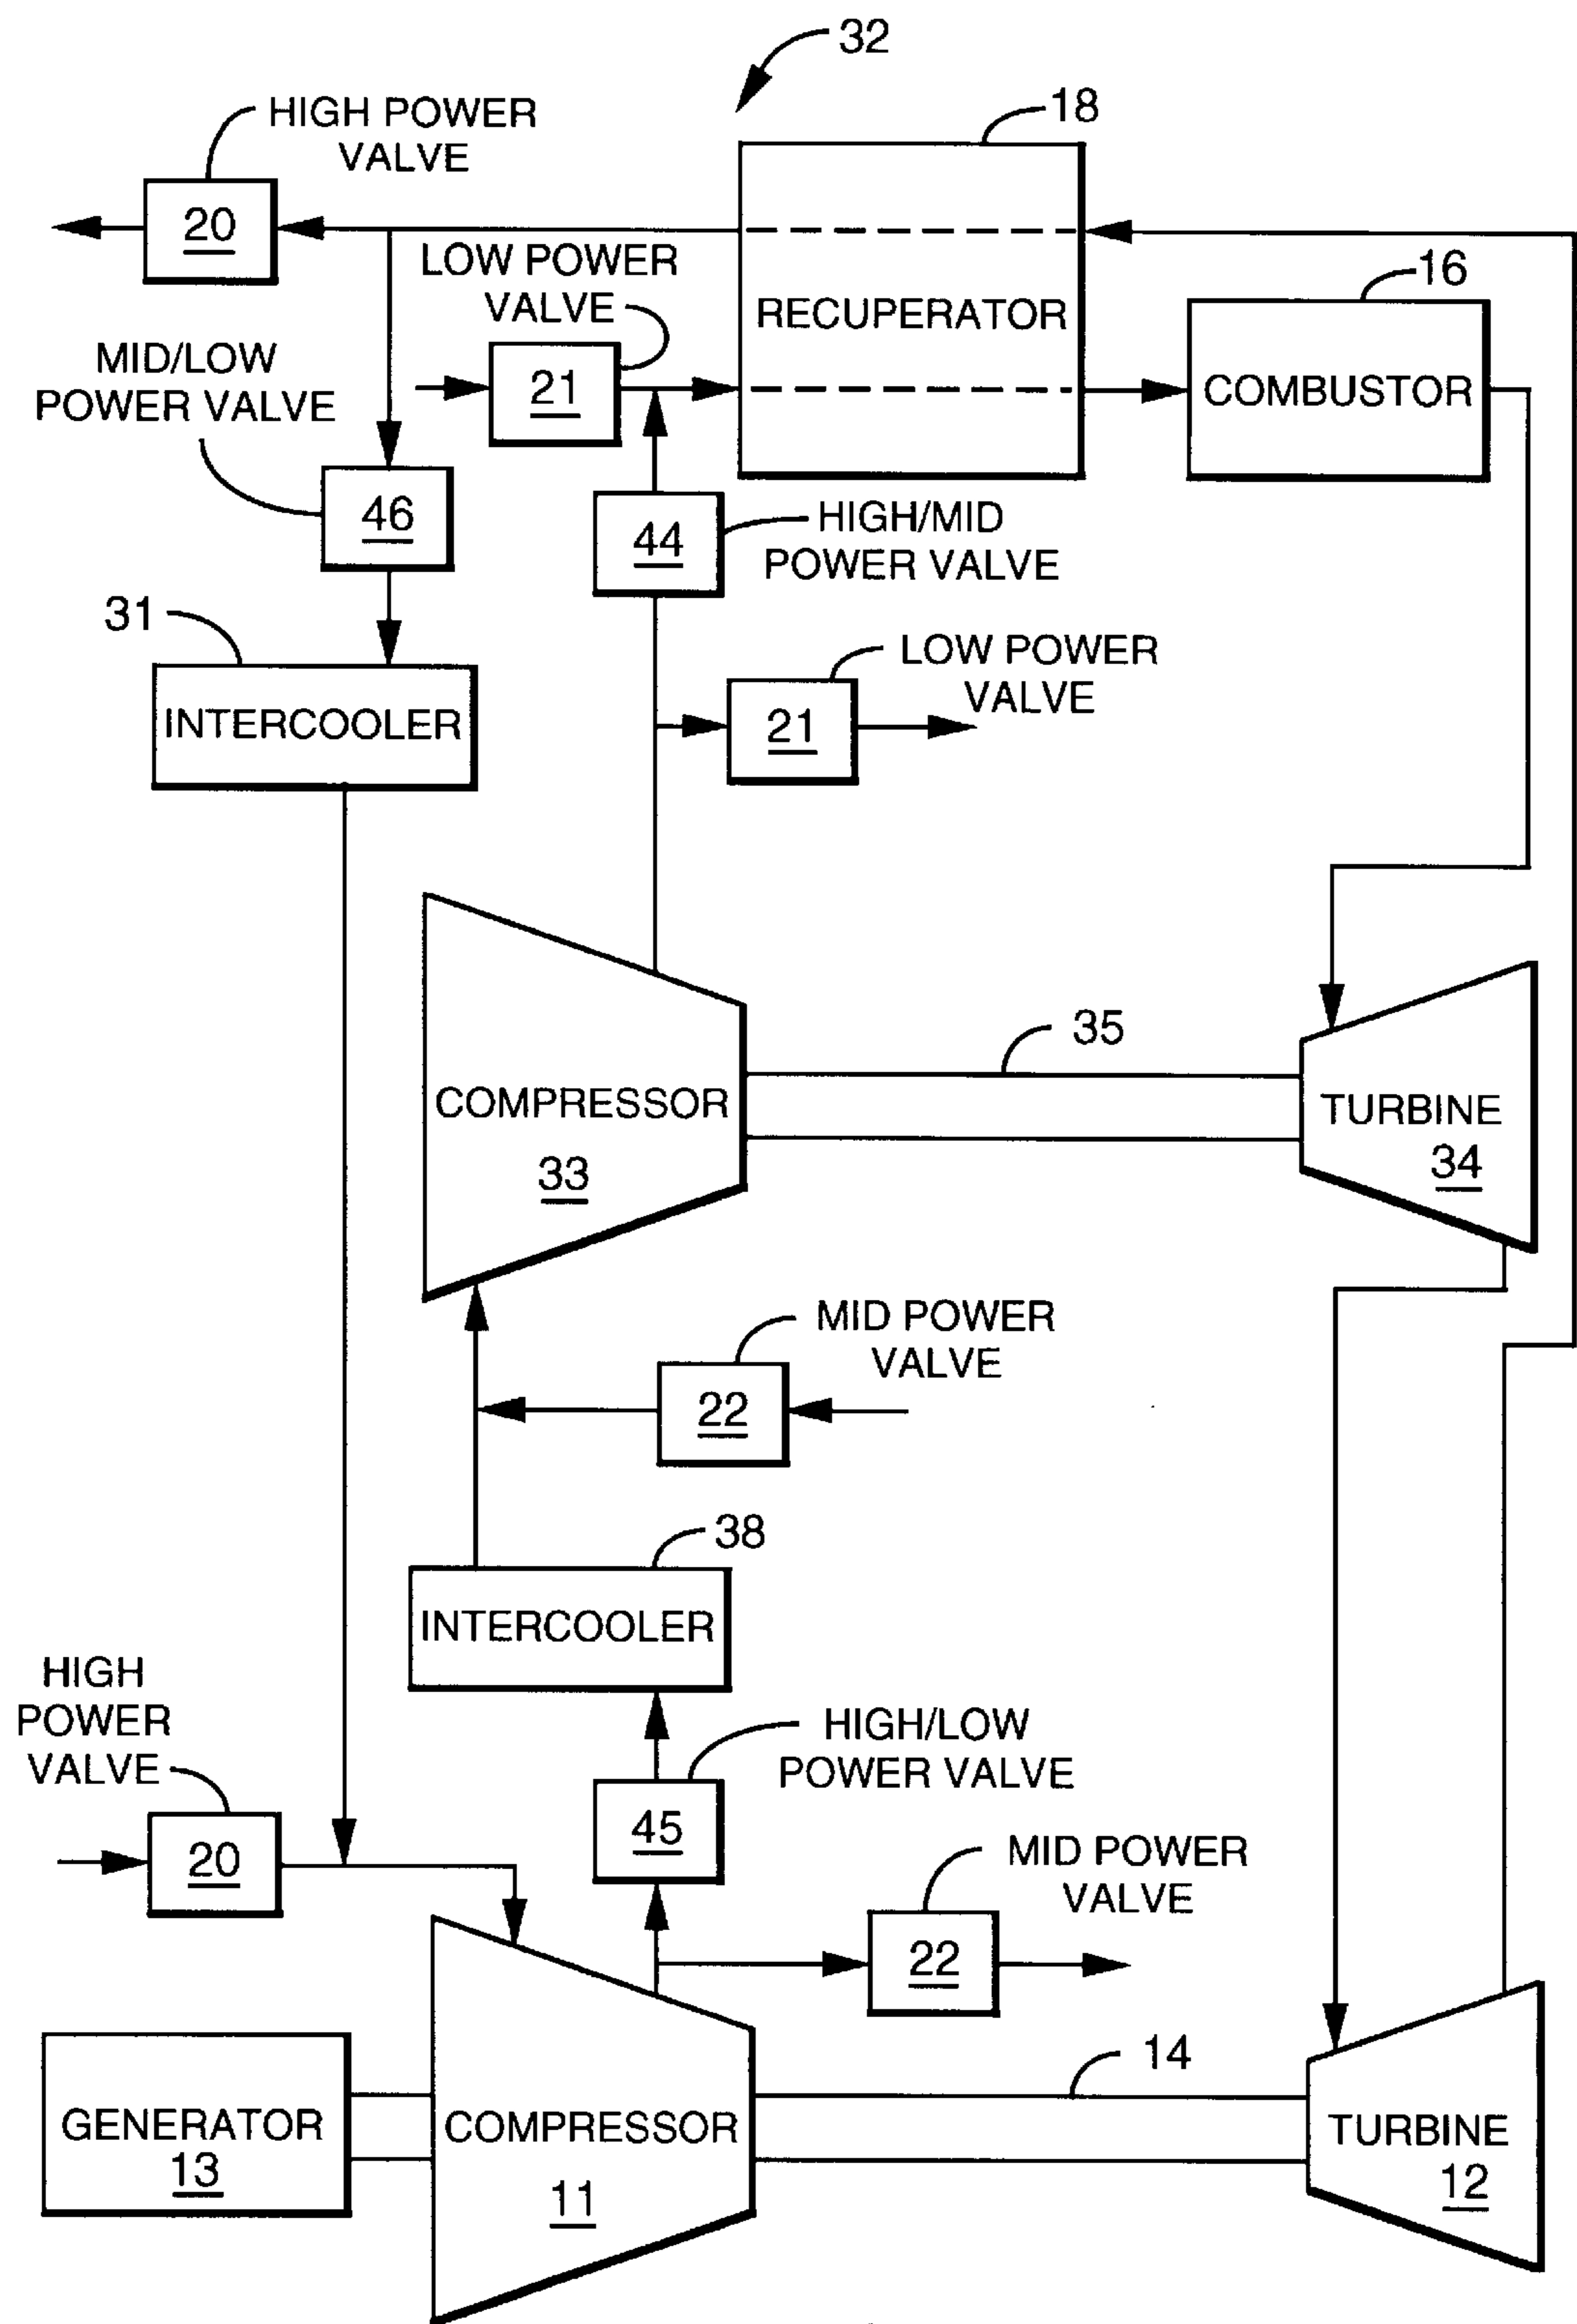 32
HIGH POWER
VALVE
18
20
LOW POWER
VALVE
16
RECUPERATOR
MID/LOW
POWER VALVE
21
COMBUSTOR
46
44
HIGH/MID
POWER VALVE
31
LOW POWER
VALVE
INTERCOOLER
21
35
COMPRESSOR
33
TURBINE
34
MID POWER
VALVE
22
38
INTERCOOLER
HIGH
POWER
VALVE
HIGH/LOW
POWER VALVE
20
45
MID POWER
VALVE
22
14
GENERATOR
13
COMPRESSOR
11
TURBINE
12